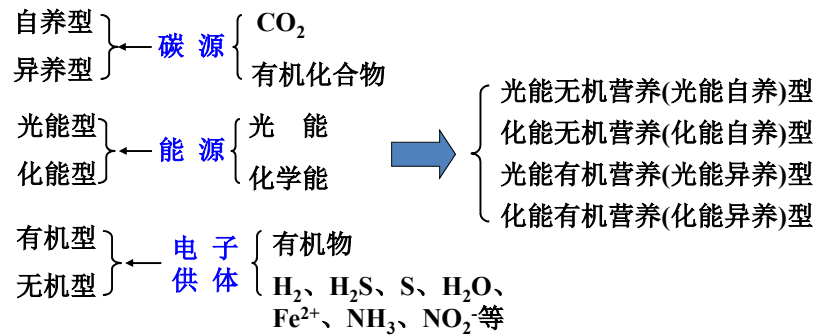 自养型
异养型
碳 源
CO₂
有机化合物
光能型
化能型
能 源
光 能
化学能
有机型
无机型
电 子
供 体
有机物
H₂、H₂S、S、H₂O、
Fe²⁺、NH₃、NO₂⁻等
光能无机营养(光能自养)型
化能无机营养(化能自养)型
光能有机营养(光能异养)型
化能有机营养(化能异养)型